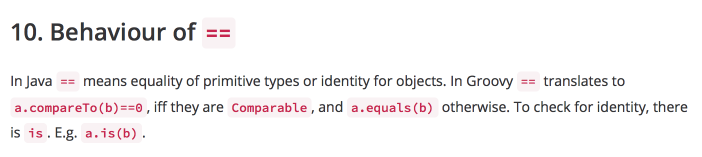 10. Behaviour of ==
In Java == means equality of primitive types or identity for objects. In Groovy == translates to
a.compareTo(b)==0, iff they are Comparable, and a.equals(b) otherwise. To check for identity, there
is is. E.g. a.is(b).